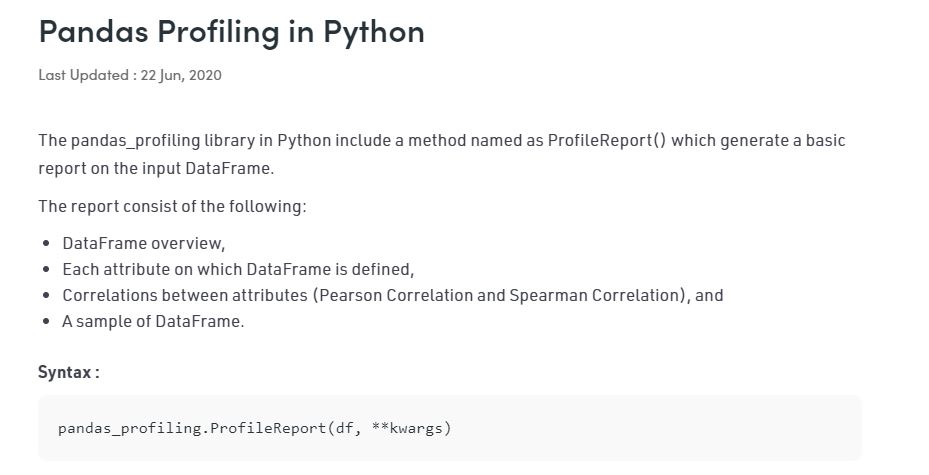 Pandas Profiling in Python
Last Updated : 22 Jun, 2020
The pandas_profiling library in Python include a method named as ProfileReport() which generate a basic
report on the input DataFrame.
The report consist of the following:
• DataFrame overview,
• Each attribute on which DataFrame is defined,
• Correlations between attributes (Pearson Correlation and Spearman Correlation), and
• A sample of DataFrame.
Syntax :
pandas_profiling.ProfileReport(df, **kwargs)